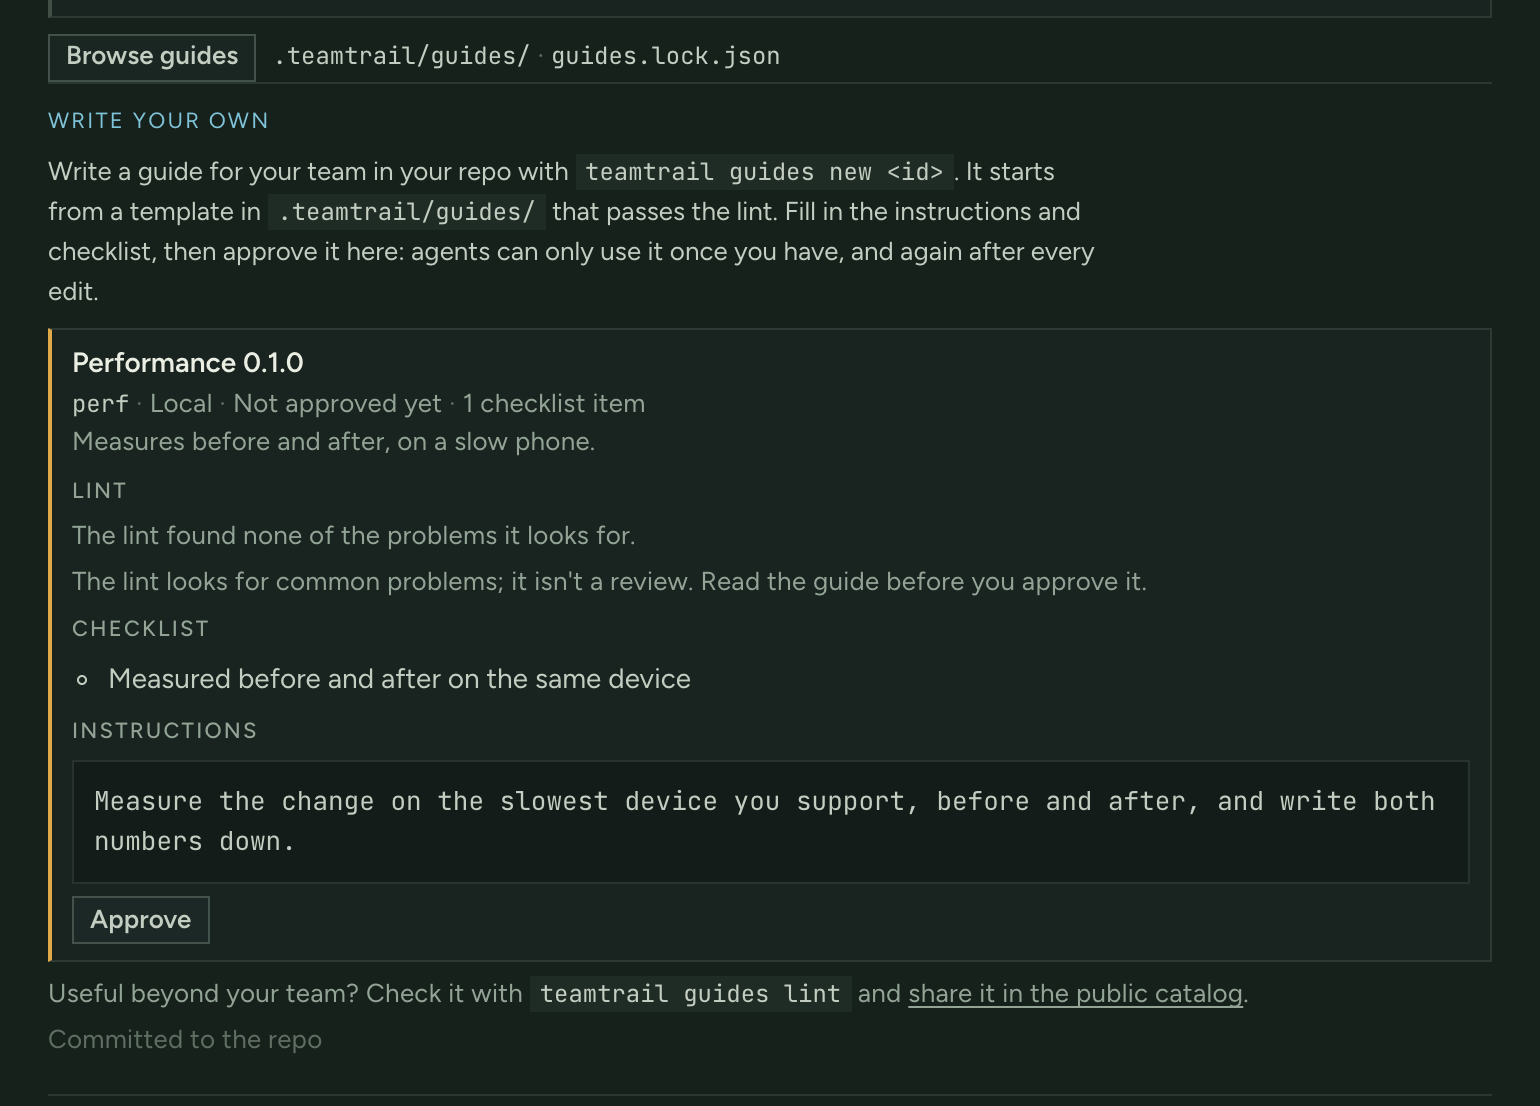 Browse guides .teamtrail/guides/ · guides.lock.json
WRITE YOUR OWN
Write a guide for your team in your repo with teamtrail guides new <id>. It starts
from a template in .teamtrail/guides/ that passes the lint. Fill in the instructions and
checklist, then approve it here: agents can only use it once you have, and again after every
edit.
Performance 0.1.0
perf · Local · Not approved yet · 1 checklist item
Measures before and after, on a slow phone.
LINT
The lint found none of the problems it looks for.
The lint looks for common problems; it isn't a review. Read the guide before you approve it.
CHECKLIST
Measured before and after on the same device
INSTRUCTIONS
Measure the change on the slowest device you support, before and after, and write both
numbers down.
Approve
Useful beyond your team? Check it with teamtrail guides lint and share it in the public catalog.
Committed to the repo